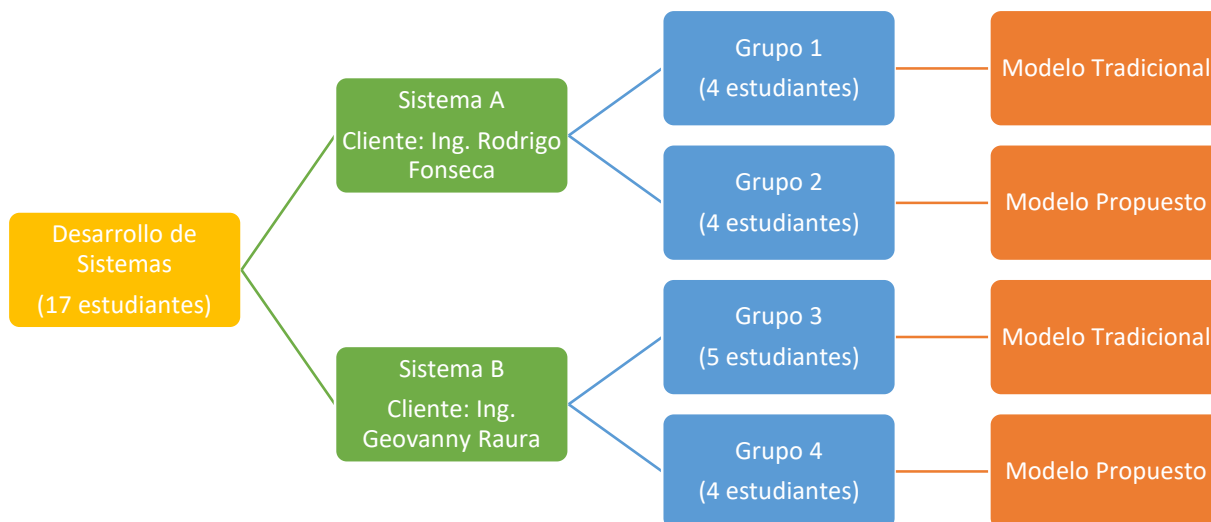 Desarrollo de
Sistemas
(17 estudiantes)
Sistema A
Cliente: Ing. Rodrigo
Fonseca
Sistema B
Cliente: Ing.
Geovanny Raura
Grupo 1
(4 estudiantes)
Grupo 2
(4 estudiantes)
Grupo 3
(5 estudiantes)
Grupo 4
(4 estudiantes)
Modelo Tradicional
Modelo Propuesto
Modelo Tradicional
Modelo Propuesto